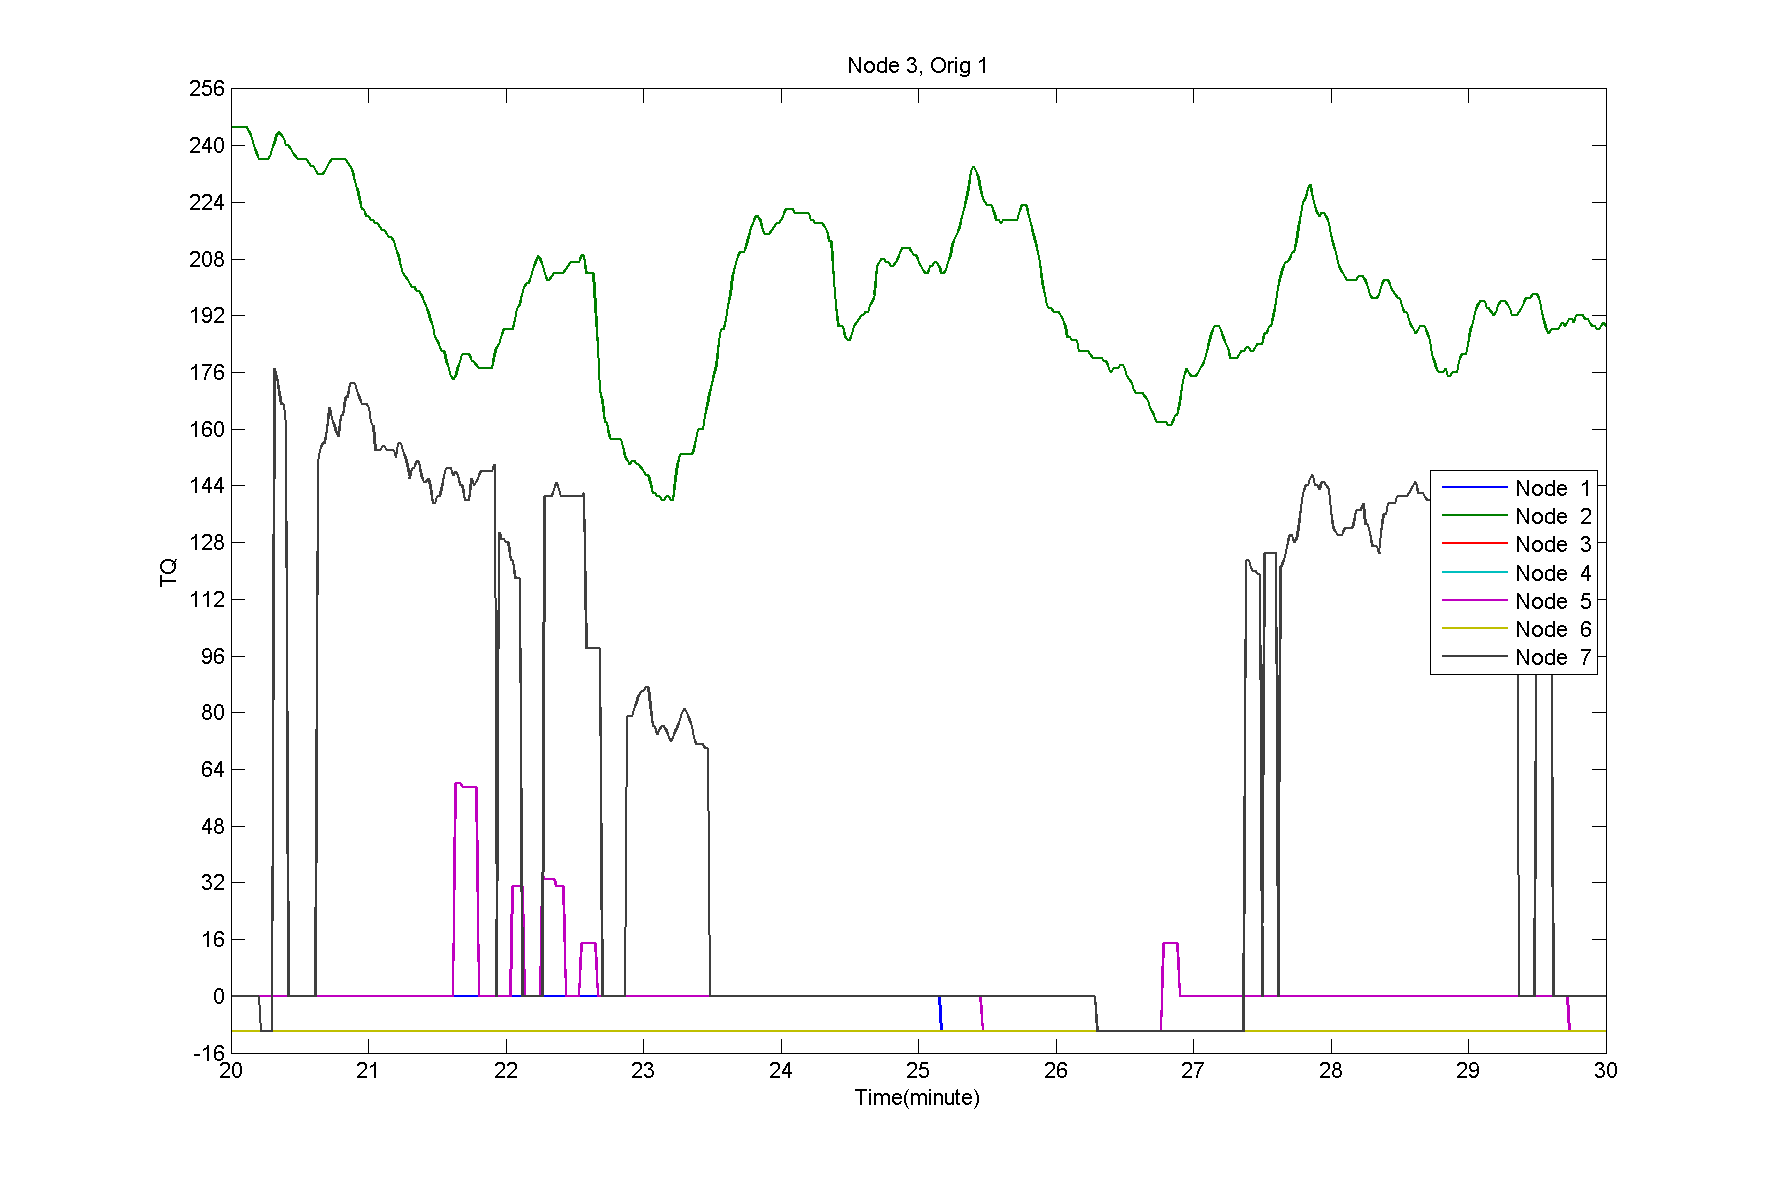 Node 3, Orig 1
256
240
224
208
192
176
160
144
128
112
96
80
64
48
32
16
0
-16
TQ
Node 1
Node 2
Node 3
Node 4
Node 5
Node 6
Node 7
20 21 22 23 24 25 26 27 28 29 30
Time(minute)